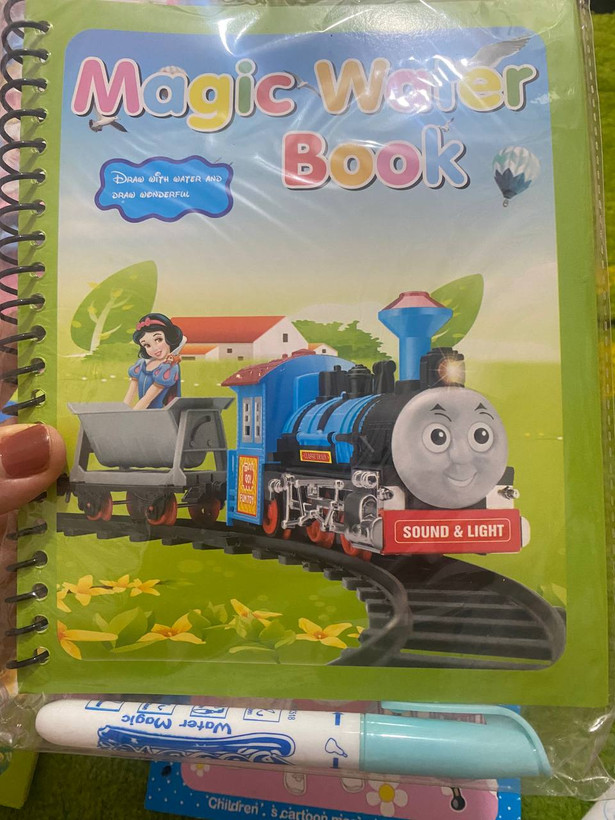 Magic Water
Book
DRAW WITH WATER AND
DRAW WONDERFUL
SOUND & LIGHT
Water Magic
Children's cartoon